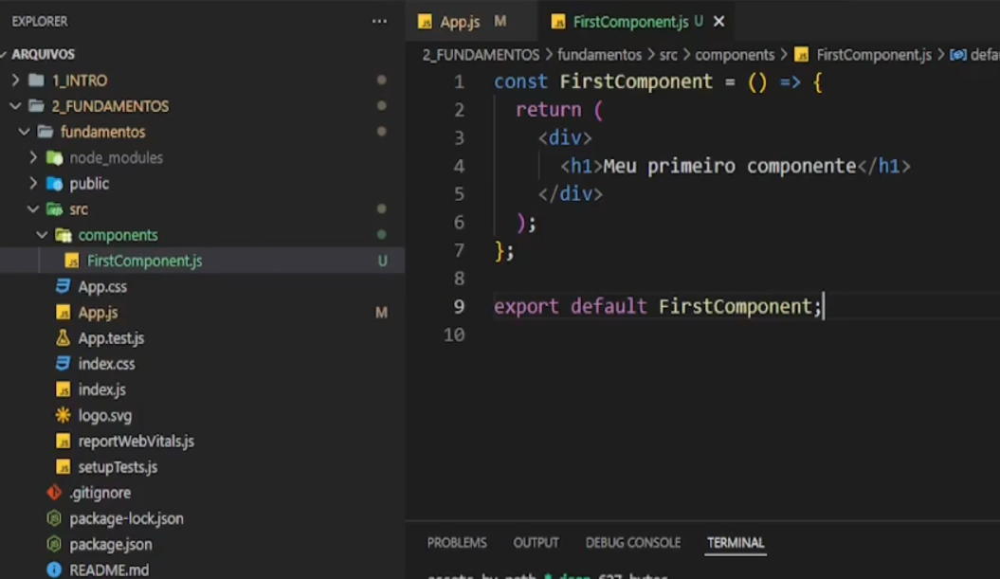 EXPLORER ...
ARQUIVOS
1_INTRO
2_FUNDAMENTOS
fundamentos
node_modules
public
src
components
FirstComponent.js U
App.css
App.js M
App.test.js
index.css
index.js
logo.svg
reportWebVitals.js
setupTests.js
.gitignore
package-lock.json
package.json
README.md
App.js M FirstComponent.js U
2_FUNDAMENTOS > fundamentos > src > components > JS FirstComponent.js > defau
1 const FirstComponent = () => {
2 return (
3 <div>
4 <h1>Meu primeiro componente</h1>
5 </div>
6 );
7 };
8
9 export default FirstComponent;
10
PROBLEMS OUTPUT DEBUG CONSOLE TERMINAL